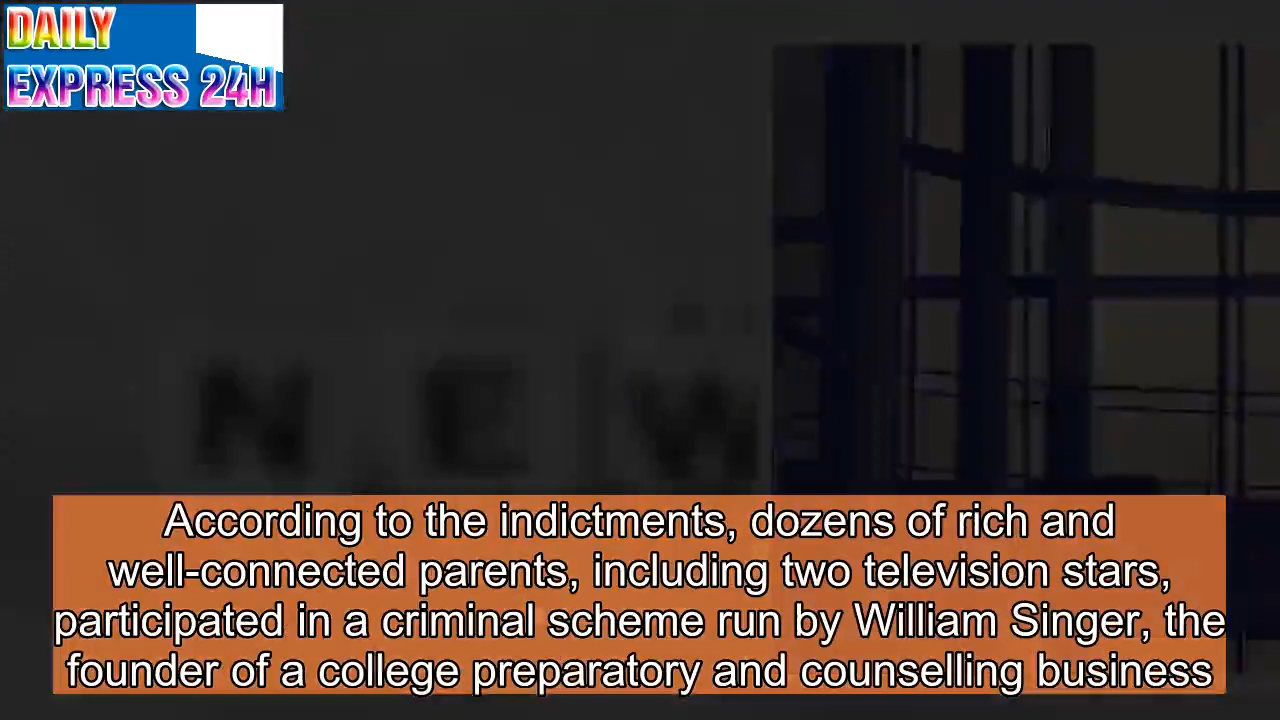 DAILY
EXPRESS 24H
NEW
According to the indictments, dozens of rich and
well-connected parents, including two television stars,
participated in a criminal scheme run by William Singer, the
founder of a college preparatory and counselling business